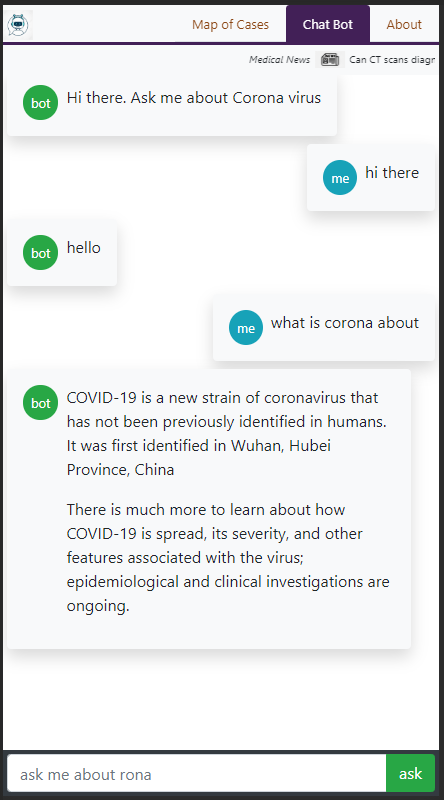 Map of Cases Chat Bot About
Medical News Can CT scans diagr
bot Hi there. Ask me about Corona virus
me hi there
bot hello
me what is corona about
bot COVID-19 is a new strain of coronavirus that
has not been previously identified in humans.
It was first identified in Wuhan, Hubei
Province, China
There is much more to learn about how
COVID-19 is spread, its severity, and other
features associated with the virus;
epidemiological and clinical investigations are
ongoing.
ask me about rona ask